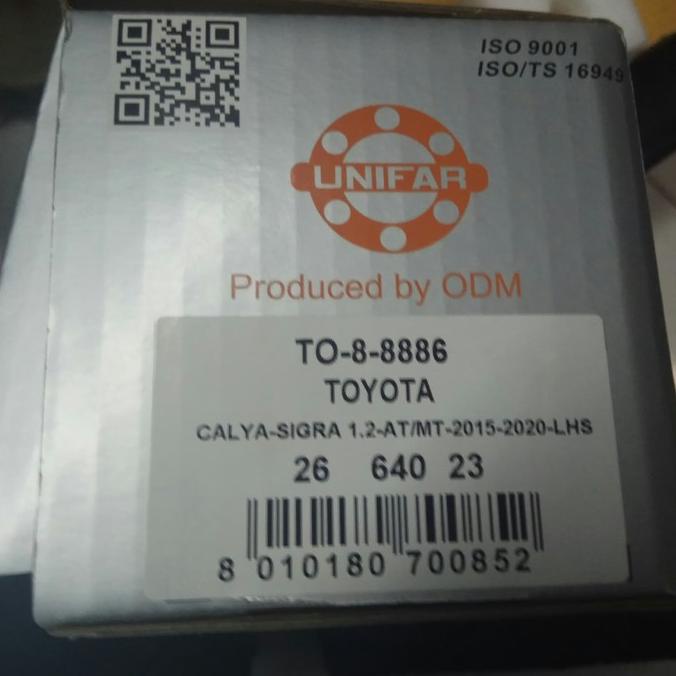 ISO 9001
ISO/TS 16949
UNIFAR
Produced by ODM
TO-8-8886
TOYOTA
CALYA-SIGRA 1.2-AT/MT-2015-2020-LHS
26 640 23
8 010180 700852